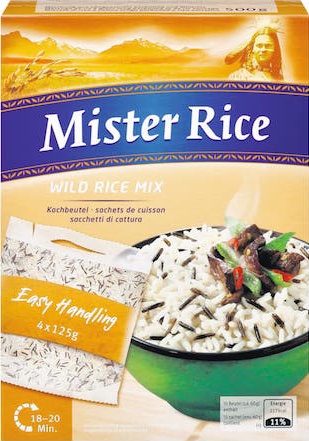 500g
Mister Rice
WILD RICE MIX
Kochbeutel · sachets de cuisson
sacchetti di cottura
Easy Handling
4x125g
18-20
Min.
Energie
11%